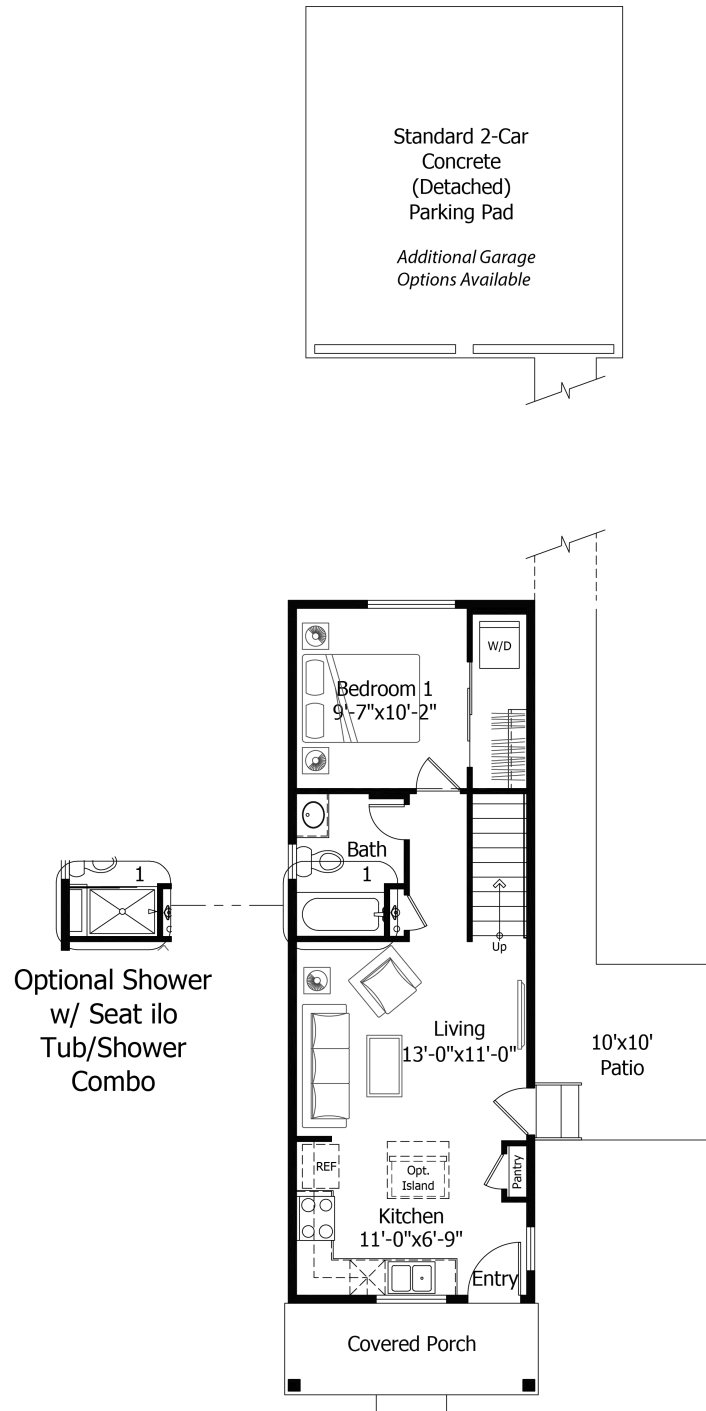 Standard 2-Car
Concrete
(Detached)
Parking Pad
Additional Garage
Options Available
W/D
Bedroom 1
9'-7"x10'-2"
Bath
1
1
Up
Optional Shower
w/ Seat ilo
Tub/Shower
Combo
Living
13'-0"x11'-0"
10'x10'
Patio
REF
Opt.
Island
Pantry
Kitchen
11'-0"x6'-9"
Entry
Covered Porch